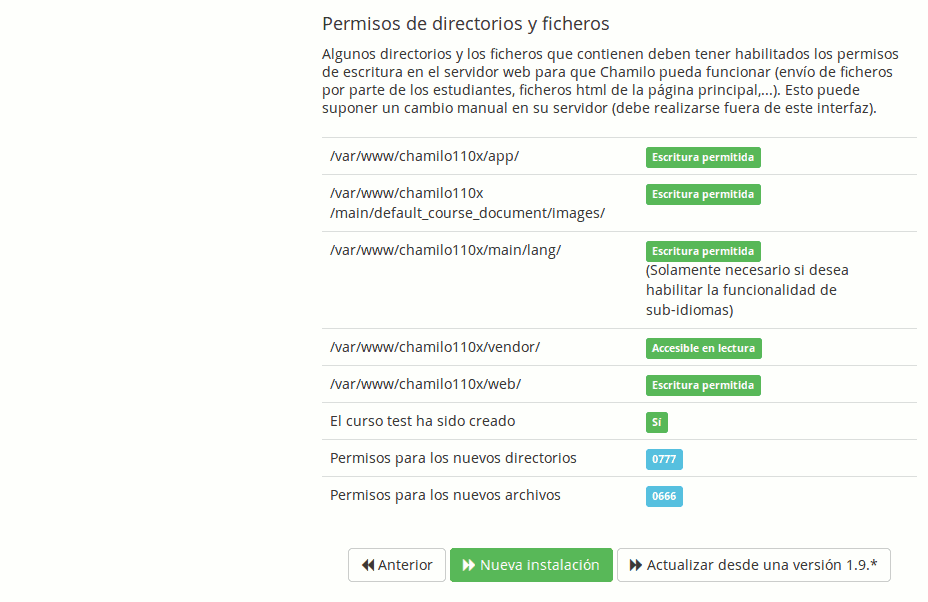 Permisos de directorios y ficheros
Algunos directorios y los ficheros que contienen deben tener habilitados los permisos
de escritura en el servidor web para que Chamilo pueda funcionar (envío de ficheros
por parte de los estudiantes, ficheros html de la página principal,...). Esto puede
suponer un cambio manual en su servidor (debe realizarse fuera de este interfaz).
/var/www/chamilo110x/app/ Escritura permitida
/var/www/chamilo110x Escritura permitida
/main/default_course_document/images/
/var/www/chamilo110x/main/lang/ Escritura permitida
(Solamente necesario si desea
habilitar la funcionalidad de
sub-idiomas)
/var/www/chamilo110x/vendor/ Accesible en lectura
/var/www/chamilo110x/web/ Escritura permitida
El curso test ha sido creado Sí
Permisos para los nuevos directorios 0777
Permisos para los nuevos archivos 0666
Anterior Nueva instalación Actualizar desde una versión 1.9.*